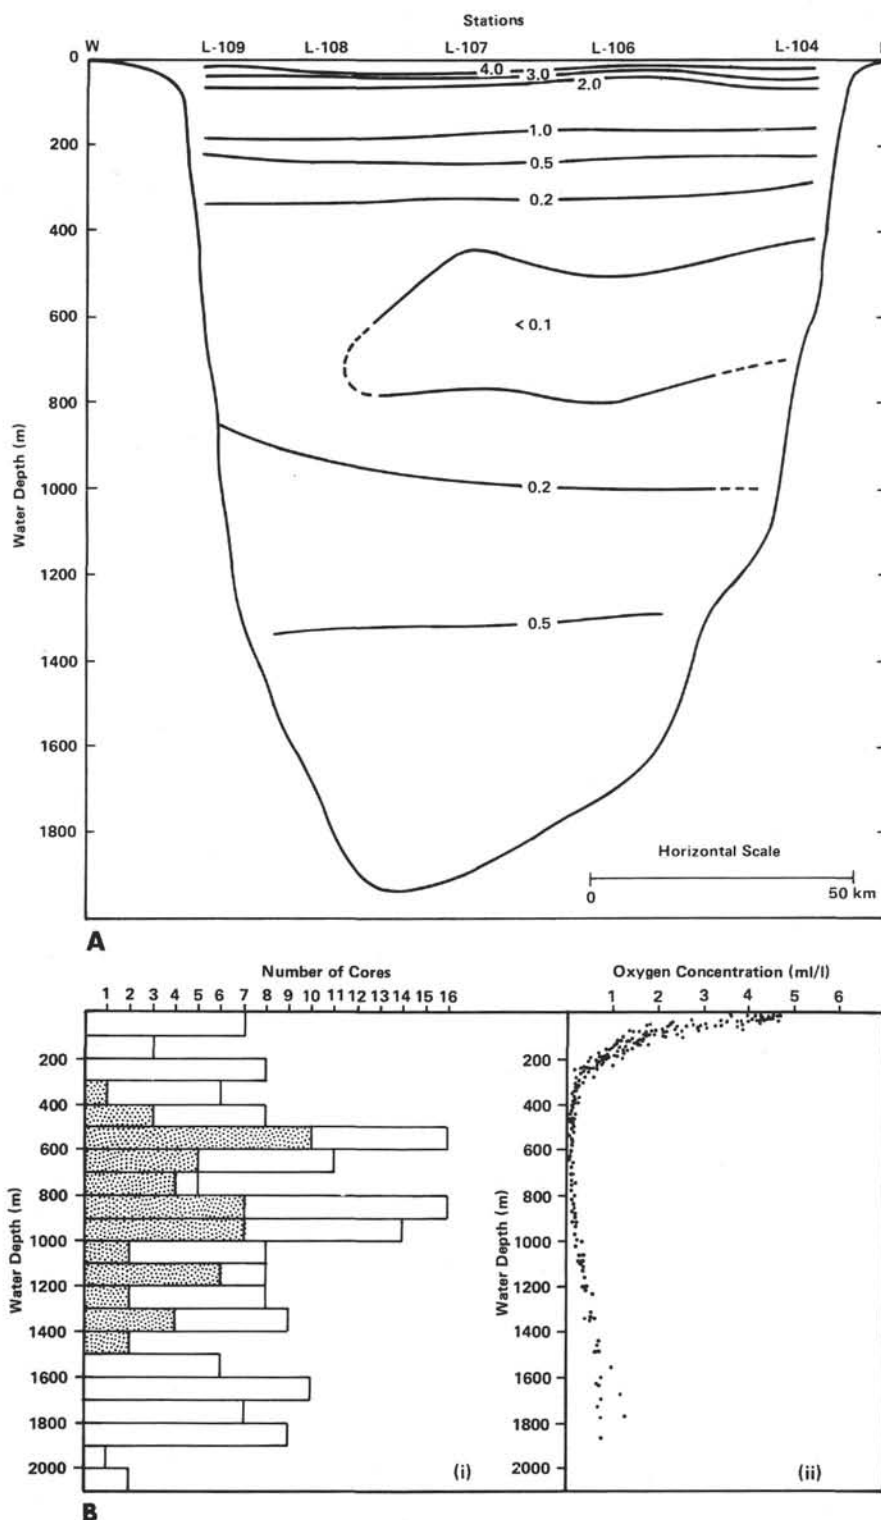 Stations
W L-109 L-108 L-107 L-106 L-104
0
200
400
600
800
1000
1200
1400
1600
1800
Water Depth (m)
4.0
3.0
2.0
1.0
0.5
0.2
< 0.1
0.2
0.5
Horizontal Scale
0 50 km
A
Number of Cores
1 2 3 4 5 6 7 8 9 10 11 12 13 14 15 16
200
400
600
800
1000
1200
1400
1600
1800
2000
Water Depth (m)
(i)
Oxygen Concentration (ml/l)
1 2 3 4 5 6
200
400
600
800
1000
1200
1400
1600
1800
2000
Water Depth (m)
(ii)
B